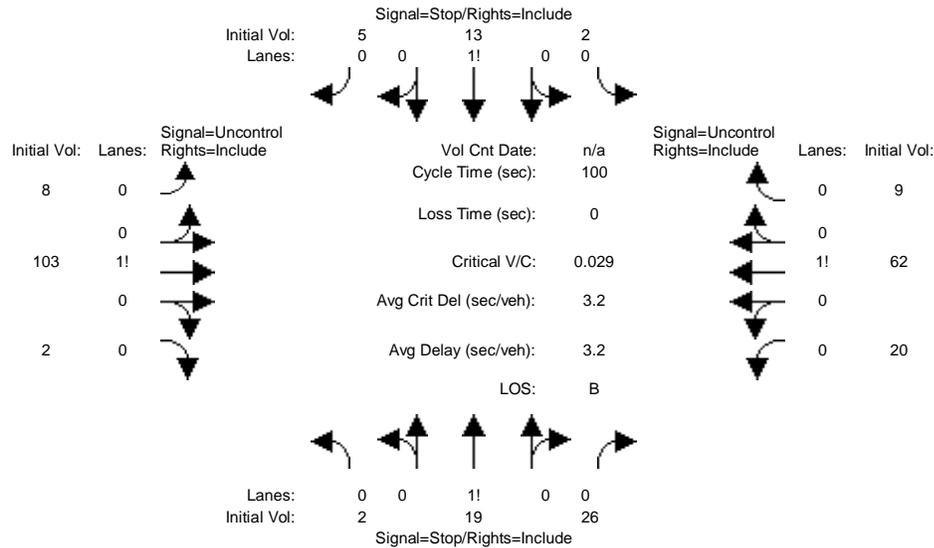 Signal=Stop/Rights=Include
Initial Vol: 5 13 2
Lanes: 0 0 1! 0 0
Signal=Uncontrol Signal=Uncontrol
Initial Vol: Lanes: Rights=Include Vol Cnt Date: n/a Rights=Include Lanes: Initial Vol:
Cycle Time (sec): 100
8 0 0 9
Loss Time (sec): 0
0 0
103 1! Critical V/C: 0.029 1! 62
0 Avg Crit Del (sec/veh): 3.2 0
2 0 Avg Delay (sec/veh): 3.2 0 20
LOS: B
Lanes: 0 0 1! 0 0
Initial Vol: 2 19 26
Signal=Stop/Rights=Include